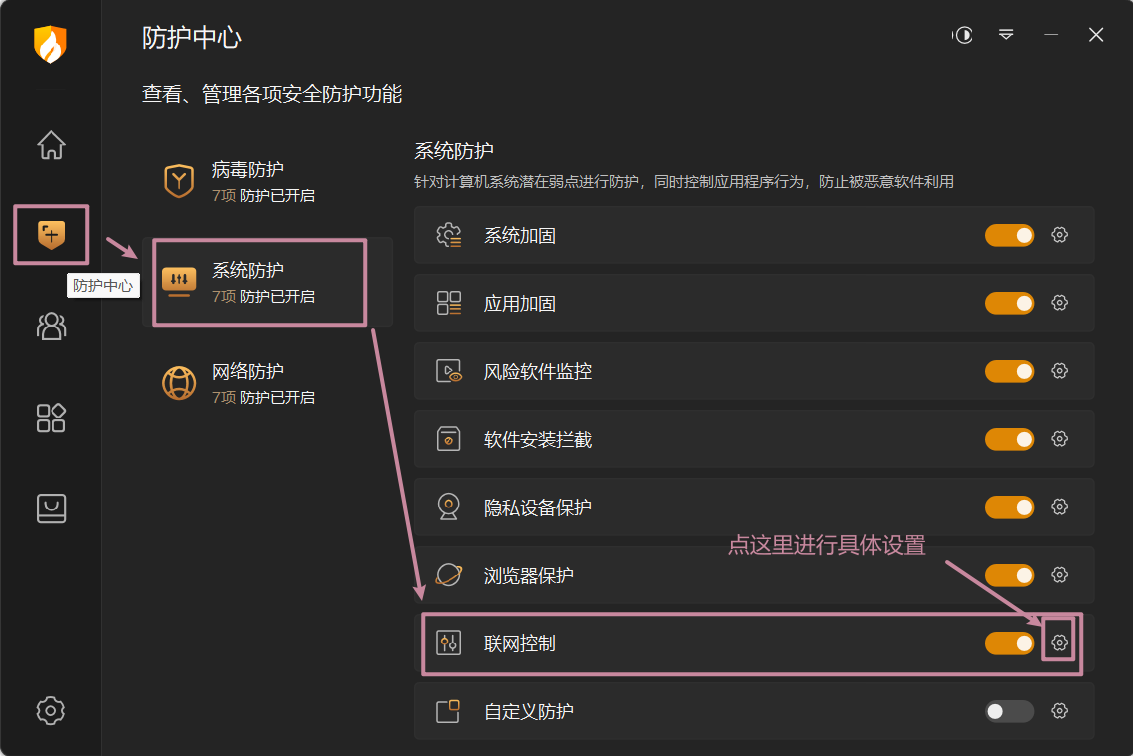 防护中心
查看、管理各项安全防护功能
病毒防护
7项 防护已开启
防护中心
系统防护
7项 防护已开启
网络防护
7项 防护已开启
系统防护
针对计算机系统潜在弱点进行防护，同时控制应用程序行为，防止被恶意软件利用
系统加固
应用加固
风险软件监控
软件安装拦截
隐私设备保护
点这里进行具体设置
浏览器保护
联网控制
自定义防护